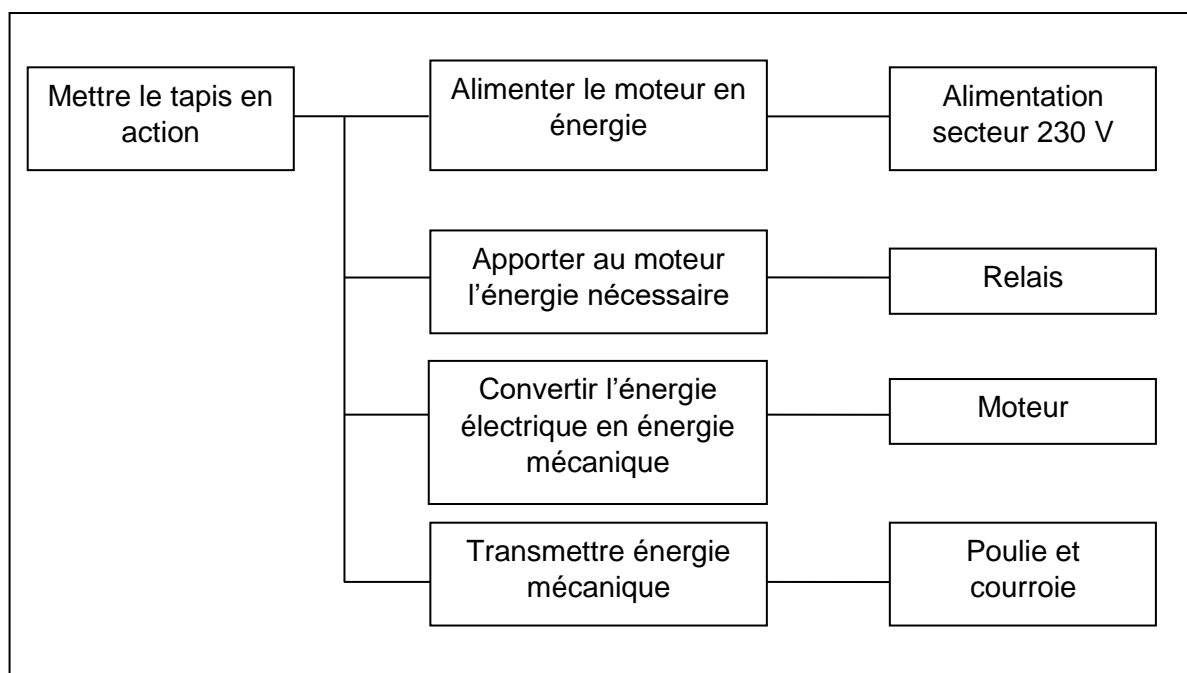 Mettre le tapis en
action
Alimenter le moteur en
énergie
Alimentation
secteur 230 V
Apporter au moteur
l’énergie nécessaire
Relais
Convertir l’énergie
électrique en énergie
mécanique
Moteur
Transmettre énergie
mécanique
Poulie et
courroie